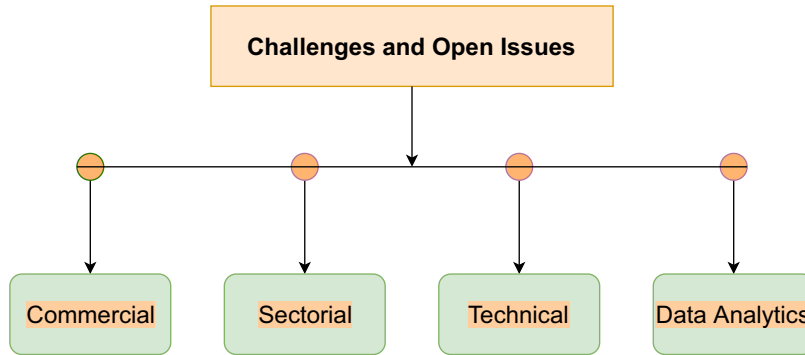 Challenges and Open Issues
Commercial
Sectorial
Technical
Data Analytics